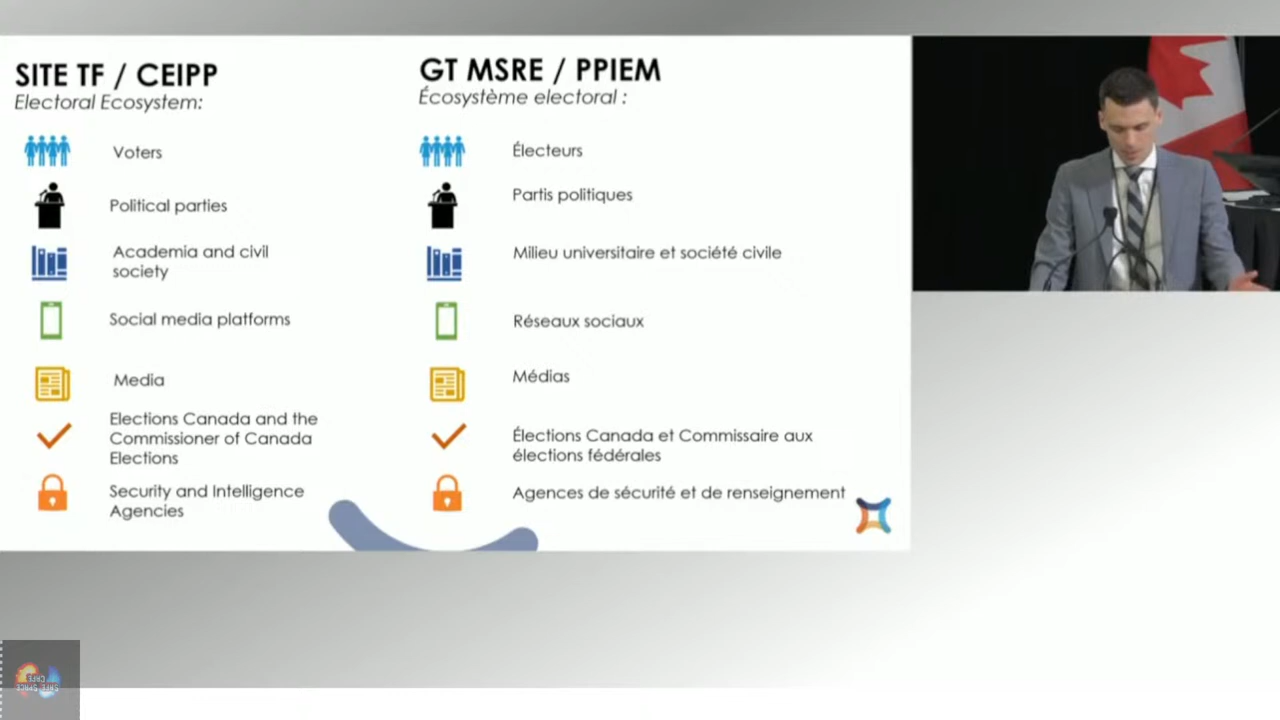 SITE TF / CEIPP
Electoral Ecosystem:
Voters
Political parties
Academia and civil
society
Social media platforms
Media
Elections Canada and the
Commissioner of Canada
Elections
Security and Intelligence
Agencies
GT MSRE / PPIEM
Écosystème electoral :
Électeurs
Partis politiques
Milieu universitaire et société civile
Réseaux sociaux
Médias
Élections Canada et Commissaire aux
élections fédérales
Agences de sécurité et de renseignement
SAFE SPACE
CAFE